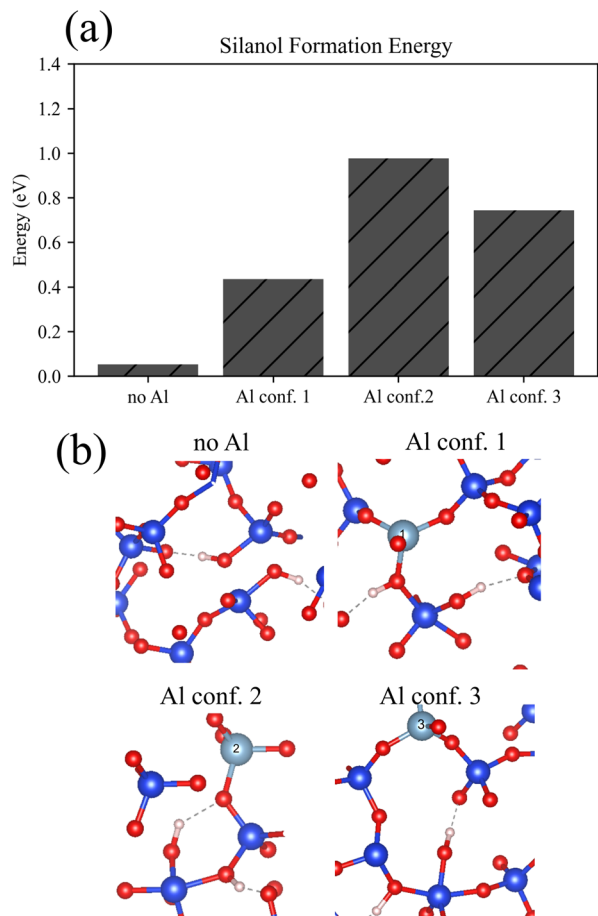 (a)
Silanol Formation Energy
1.4
1.2
1.0
0.8
0.6
0.4
0.2
0.0
Energy (eV)
no Al
Al conf. 1
Al conf.2
Al conf. 3
(b)
no Al
Al conf. 1
1
Al conf. 2
Al conf. 3
2
3